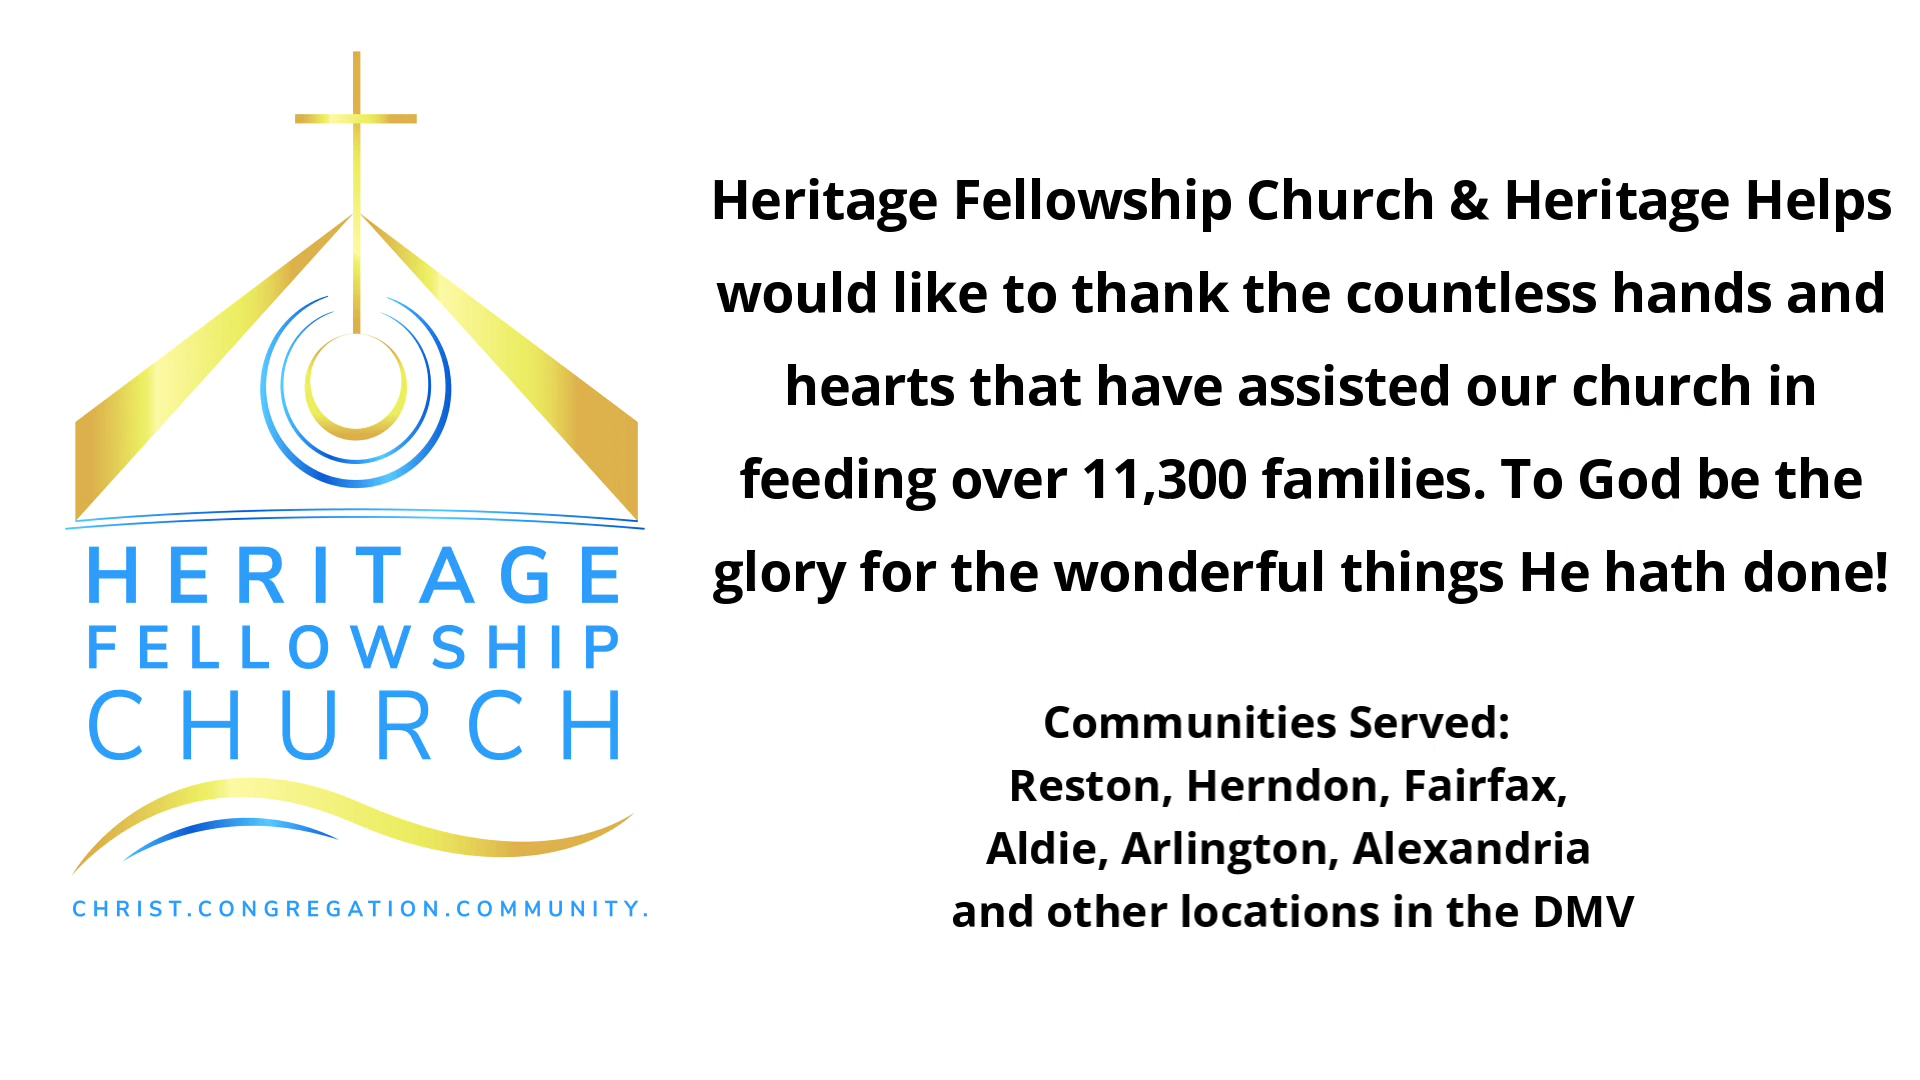 HERITAGE
FELLOWSHIP
CHURCH
CHRIST.CONGREGATION.COMMUNITY.
Heritage Fellowship Church & Heritage Helps
would like to thank the countless hands and
hearts that have assisted our church in
feeding over 11,300 families. To God be the
glory for the wonderful things He hath done!
Communities Served:
Reston, Herndon, Fairfax,
Aldie, Arlington, Alexandria
and other locations in the DMV